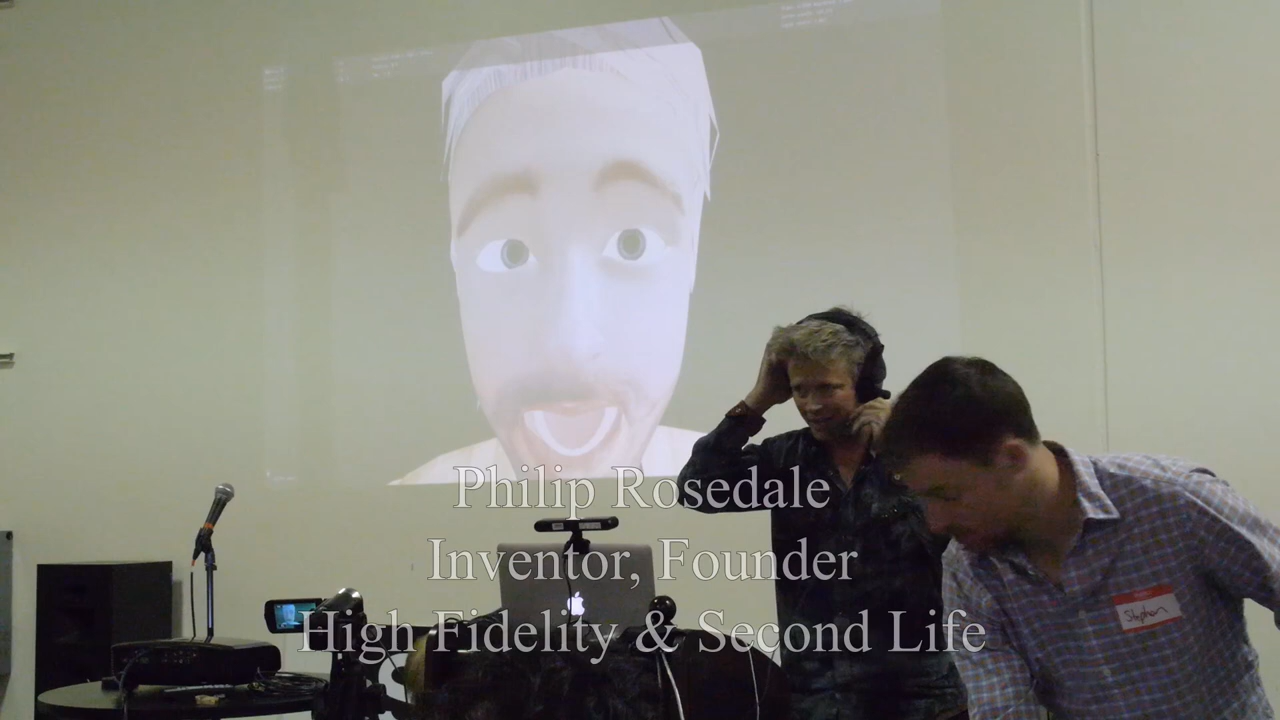 Philip Rosedale
Inventor, Founder
High Fidelity & Second Life
Stephen